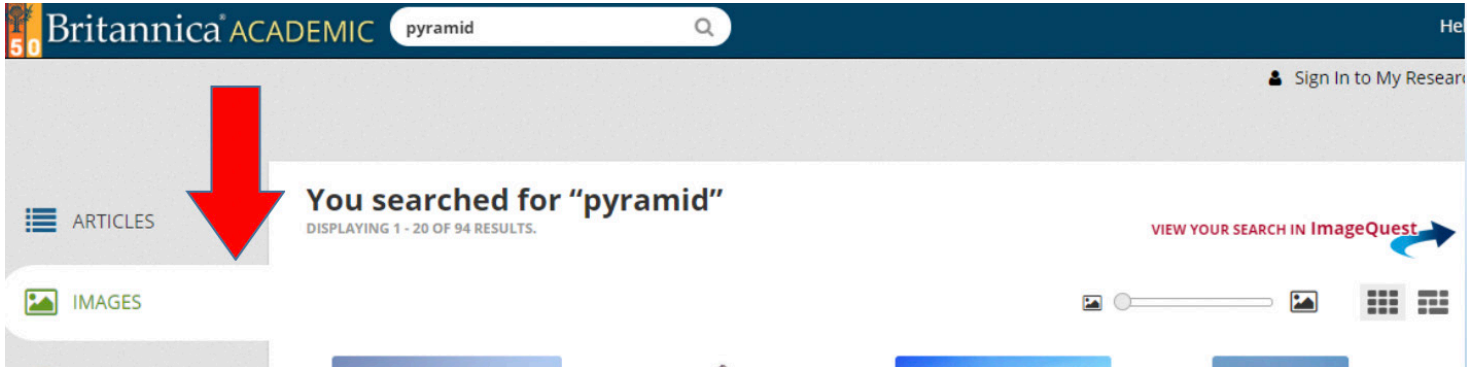 50
Britannica® ACADEMIC
pyramid
Sign In to My
You searched for “pyramid”
ARTICLES
DISPLAYING 1 - 20 OF 94 RESULTS.
VIEW YOUR SEARCH IN ImageQuest
IMAGES